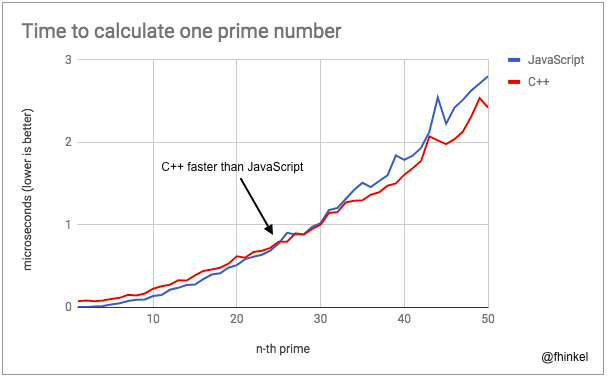 Time to calculate one prime number
JavaScript
C++
3
2
1
0
microseconds (lower is better)
C++ faster than JavaScript
10
20
30
40
50
n-th prime
@fhinkel